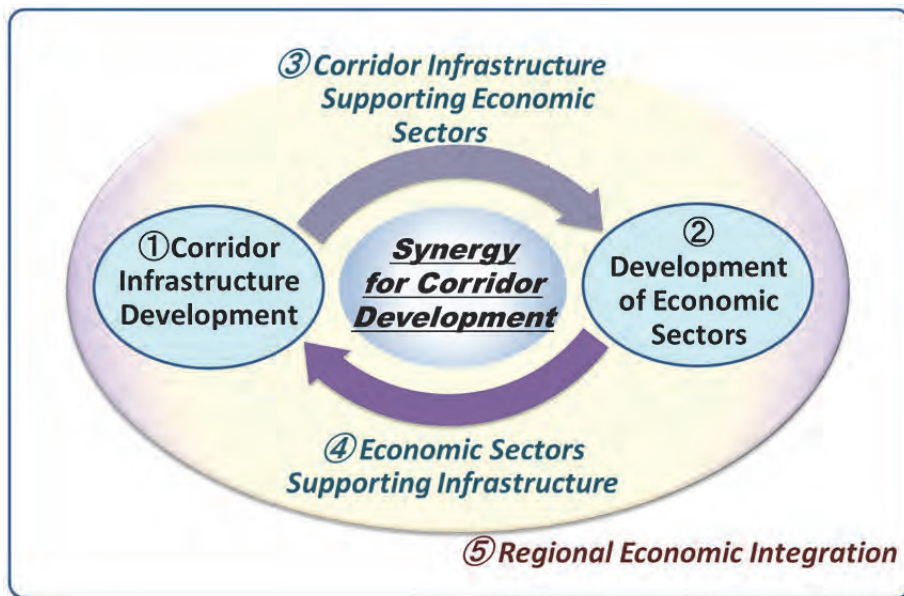 ③Corridor Infrastructure
Supporting Economic
Sectors
①Corridor
Infrastructure
Development
Synergy
for Corridor
Development
②
Development
of Economic
Sectors
④Economic Sectors
Supporting Infrastructure
⑤Regional Economic Integration